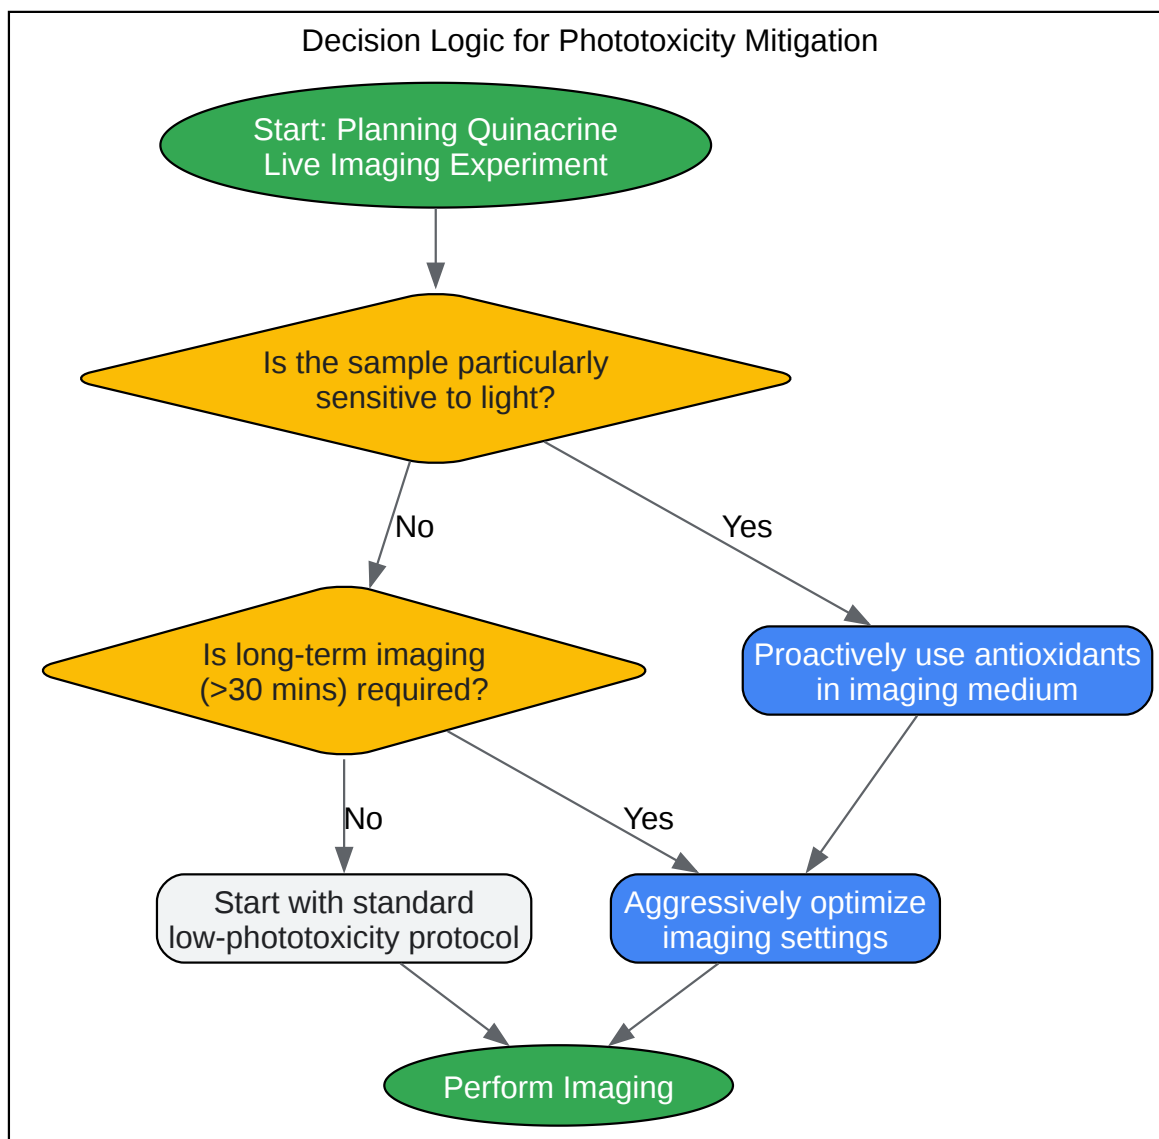 Decision Logic for Phototoxicity Mitigation
Start: Planning Quinacrine
Live Imaging Experiment
Is the sample particularly
sensitive to light?
No
Yes
Is long-term imaging
(>30 mins) required?
Proactively use antioxidants
in imaging medium
No
Yes
Start with standard
low-phototoxicity protocol
Aggressively optimize
imaging settings
Perform Imaging